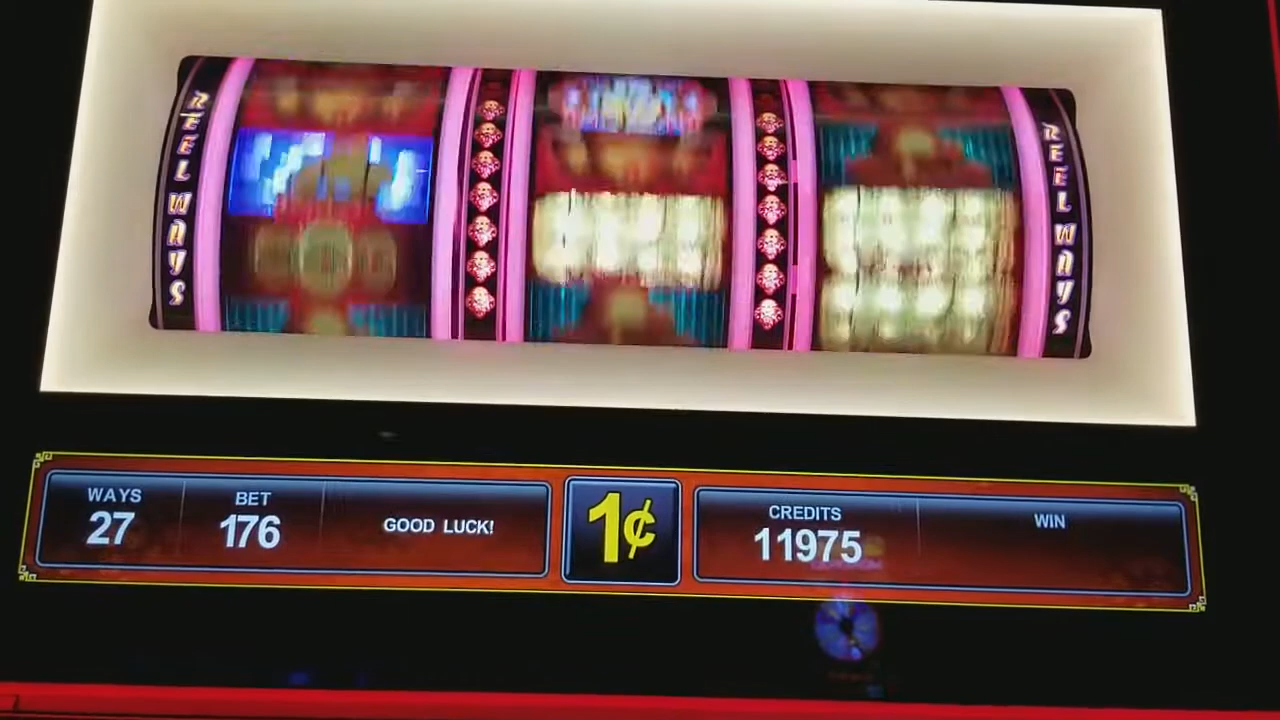 REEL WAYS
REEL WAYS
WAYS
27
BET
176
GOOD LUCK!
1¢
CREDITS
11975
WIN